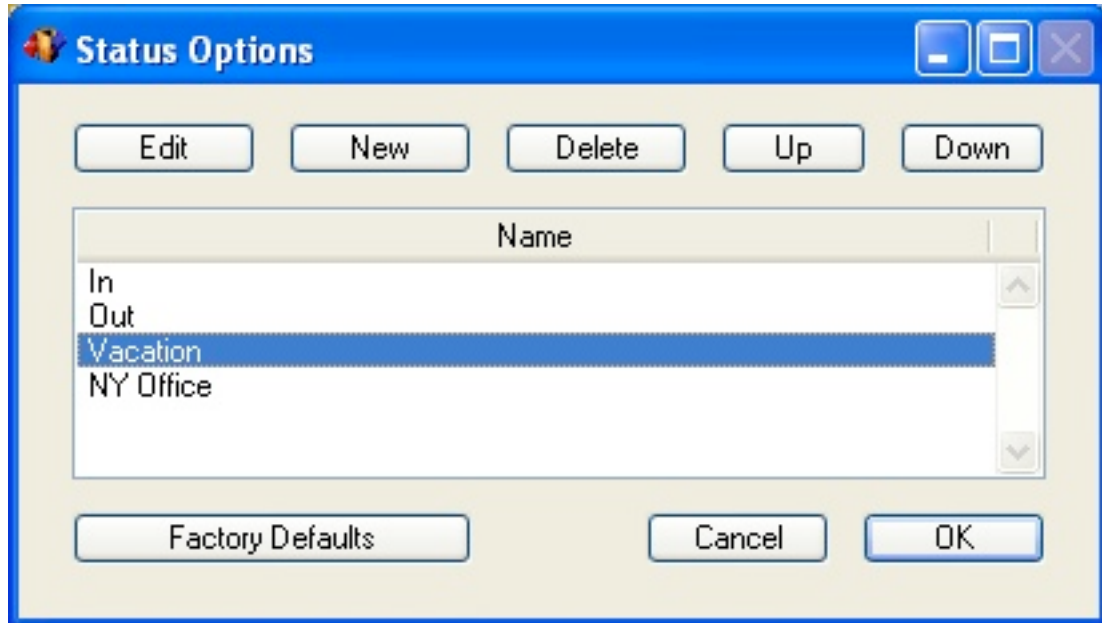 Status Options
Edit New Delete Up Down
Name
In
Out
Vacation
NY Office
Factory Defaults Cancel OK